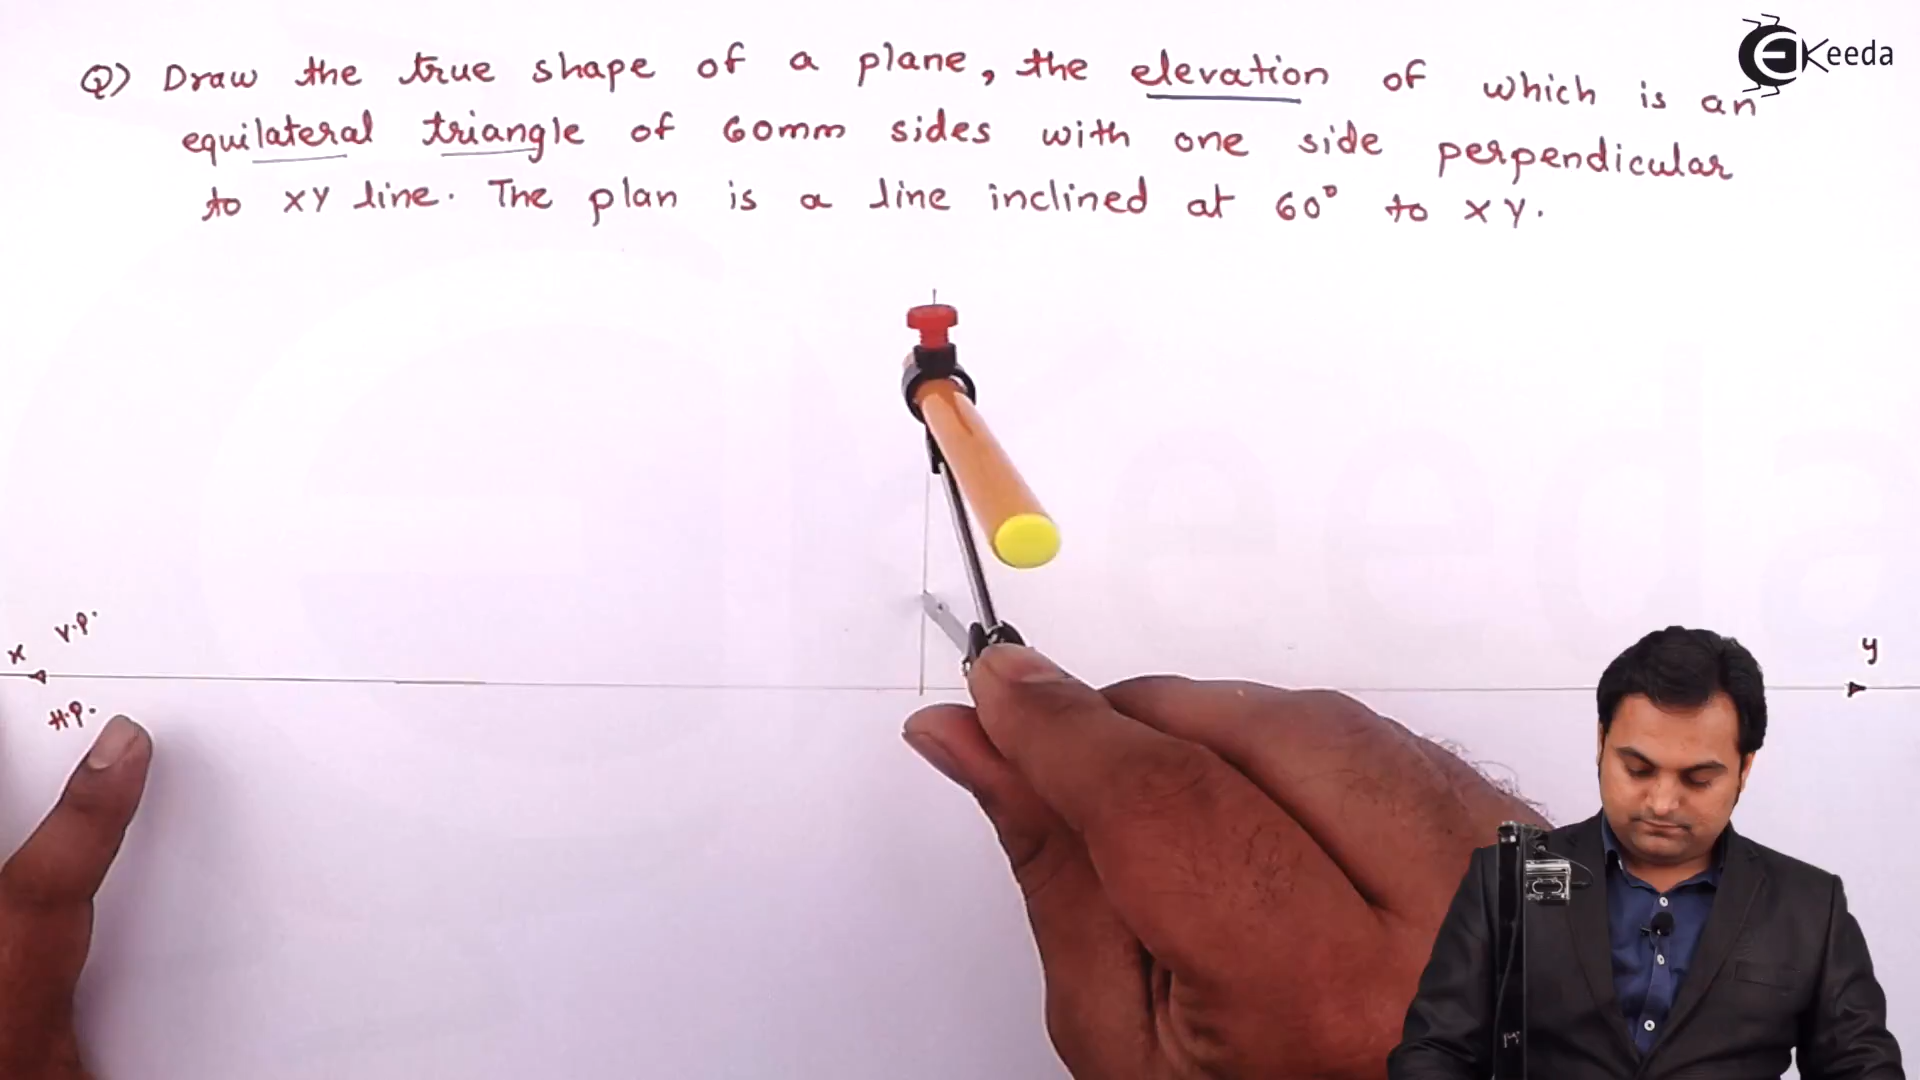 Q) Draw the true shape of a plane, the elevation of which is an
equilateral triangle of 60mm sides with one side perpendicular
to XY line. The plan is a line inclined at 60° to XY.
eKeeda
V.P.
X
H.P.
Y